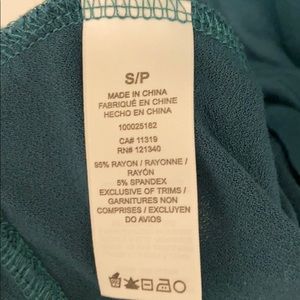 S/P
MADE IN CHINA
FABRIQUÉ EN CHINE
HECHO EN CHINA
100025162
CA# 11319
RN# 121340
95% RAYON / RAYONNE /
RAYÓN
5% SPANDEX
EXCLUSIVE OF TRIMS /
GARNITURES NON
COMPRISES / EXCLUYEN
DO AVIOS